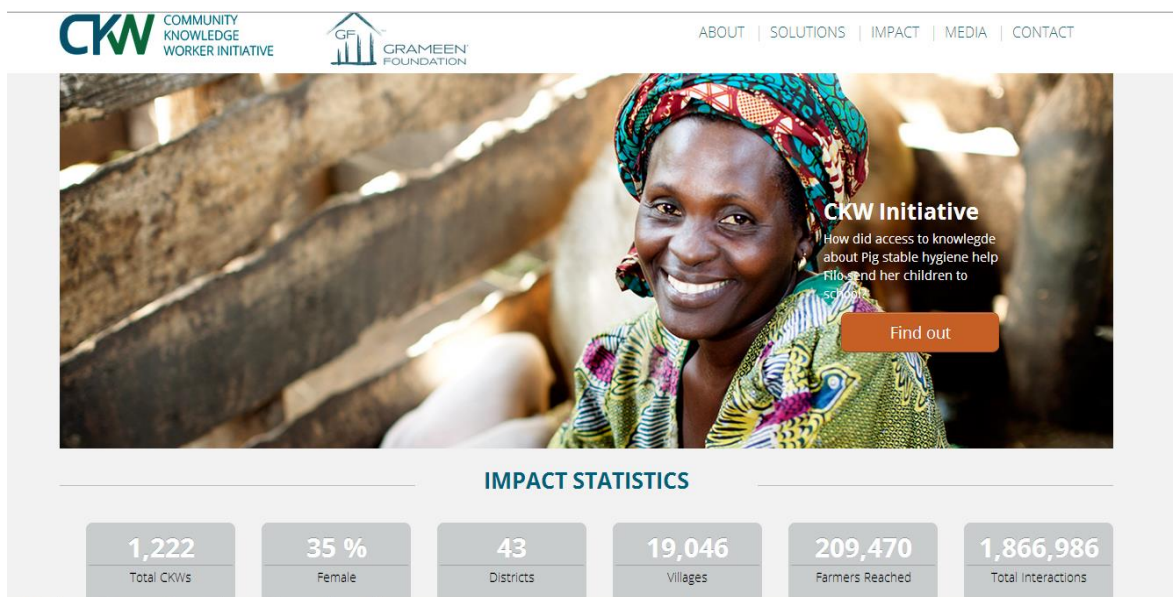 CKW
COMMUNITY
KNOWLEDGE
WORKER INITIATIVE
GF
GRAMEEN
FOUNDATION
ABOUT | SOLUTIONS | IMPACT | MEDIA | CONTACT
CKW Initiative
How did access to knowlegde
about Pig stable hygiene help
Filo send her children to
school?
Find out
IMPACT STATISTICS
1,222
Total CKWs
35 %
Female
43
Districts
19,046
Villages
209,470
Farmers Reached
1,866,986
Total Interactions